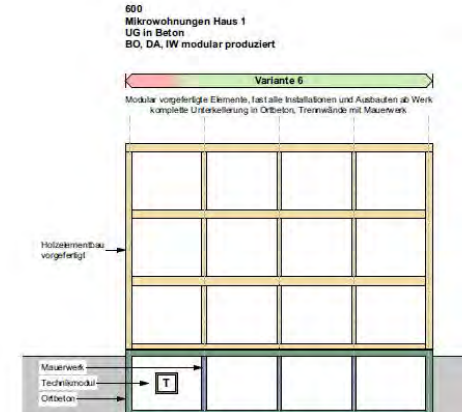 600
Mikrowohnungen Haus 1
UG in Beton
BO, DA, IW modular produziert
Variante 6
Modular vorgefertigte Elemente, fast alle Installationen und Ausbauten ab Werk
komplette Unterkellerung in Ortbeton, Trennwände mit Mauerwerk
Holzelementbau
vorgefertigt
Mauerwerk
Technikmodul
T
Ortbeton